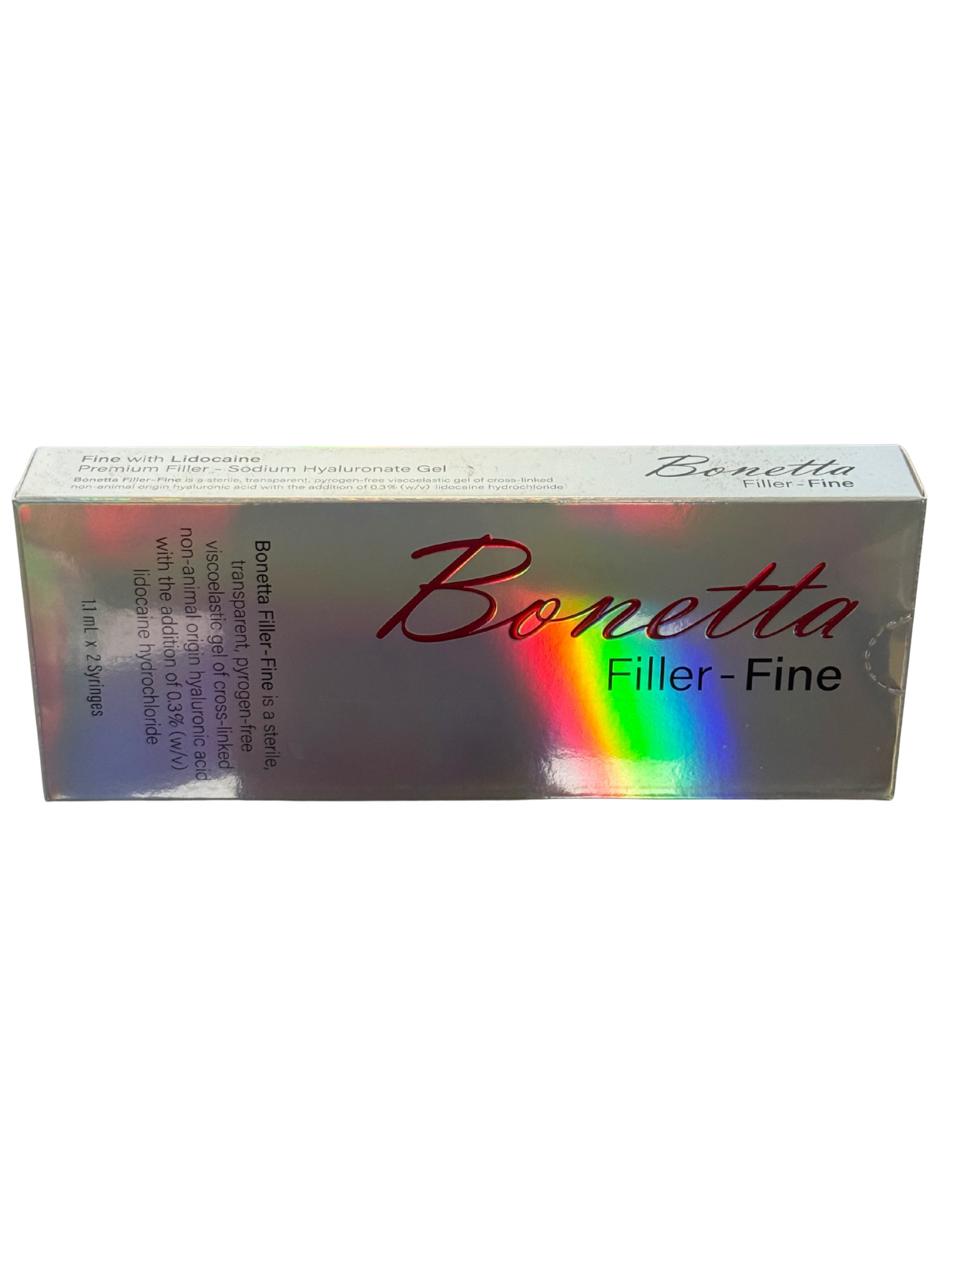 Fine with Lidocaine
Premium Filler - Sodium Hyaluronate Gel
Bonetta Filler-Fine is a sterile, transparent, pyrogen-free viscoelastic gel of cross-linked
non-animal origin hyaluronic acid with the addition of 0.3% (w/v) lidocaine hydrochloride
Bonetta
Filler-Fine
Bonetta
Filler-Fine
Bonetta Filler-Fine is a sterile,
transparent, pyrogen-free
viscoelastic gel of cross-linked
non-animal origin hyaluronic acid
with the addition of 0.3% (w/v)
lidocaine hydrochloride
1.1 mL x 2 Syringes